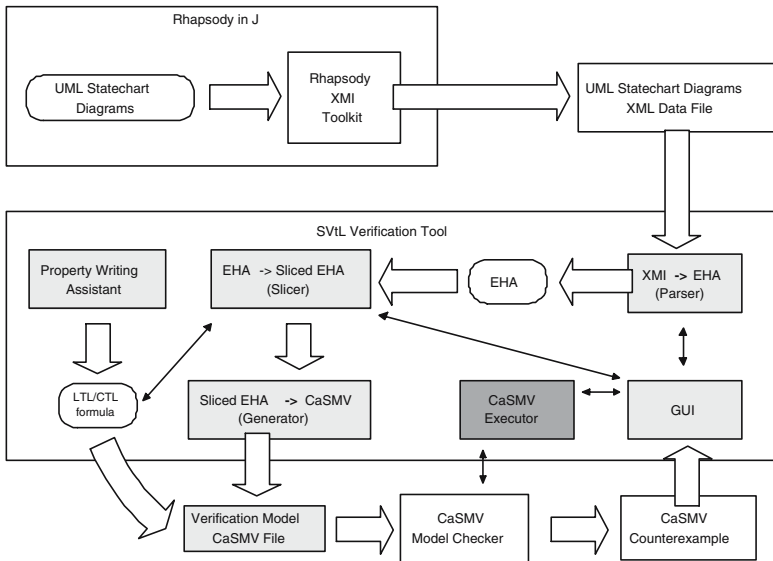 Rhapsody in J
UML Statechart
Diagrams
Rhapsody
XMI
Toolkit
UML Statechart Diagrams
XML Data File
SVtL Verification Tool
Property Writing
Assistant
EHA -> Sliced EHA
(Slicer)
EHA
XMI -> EHA
(Parser)
LTL/CTL
formula
Sliced EHA -> CaSMV
(Generator)
CaSMV
Executor
GUI
Verification Model
CaSMV File
CaSMV
Model Checker
CaSMV
Counterexample